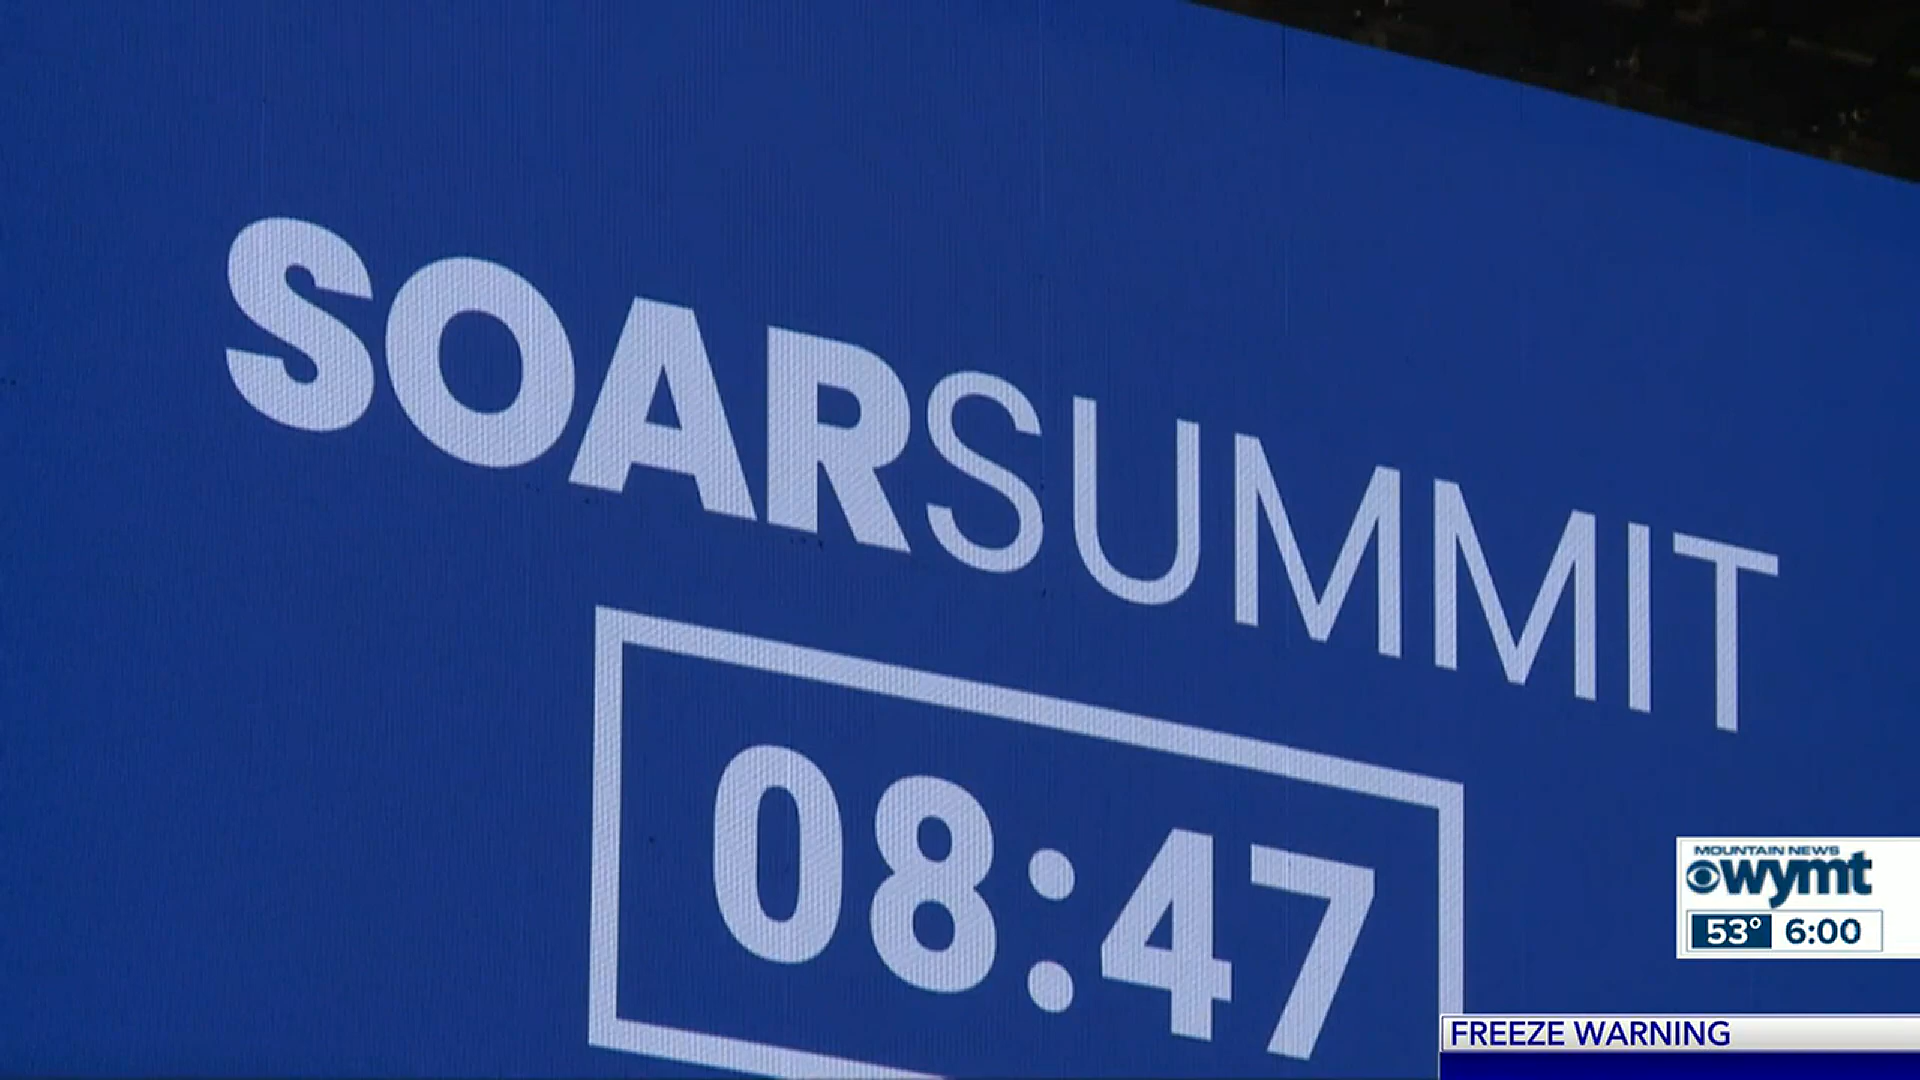 SOARSUMMIT
08:47
MOUNTAIN NEWS
wymt
53° 6:00
FREEZE WARNING